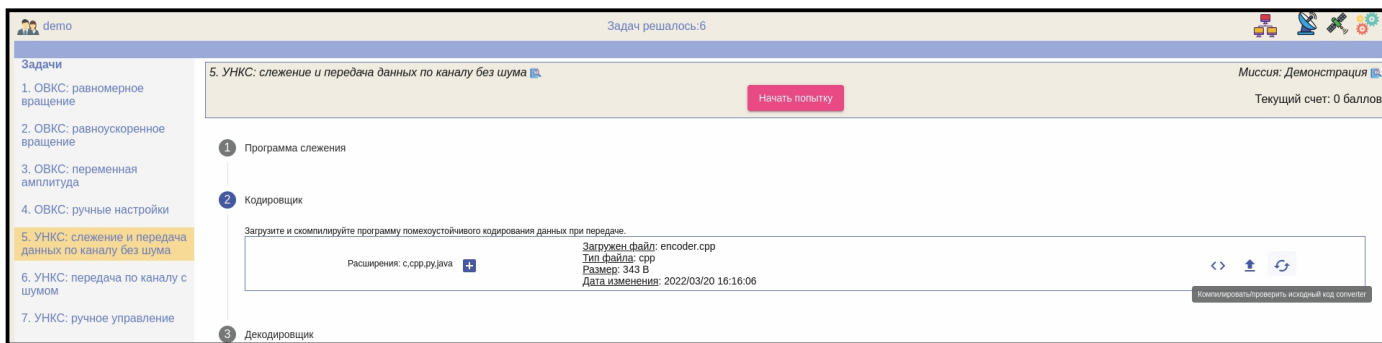 demo
Задач решалось:6
Задачи
1. ОВКС: равномерное
вращение
2. ОВКС: равноускоренное
вращение
3. ОВКС: переменная
амплитуда
4. ОВКС: ручные настройки
5. УНКС: слежение и передача
данных по каналу без шума
6. УНКС: передача по каналу с
шумом
7. УНКС: ручное управление
5. УНКС: слежение и передача данных по каналу без шума
Миссия: Демонстрация
Начать попытку
Текущий счет: 0 баллов
1 Программа слежения
2 Кодировщик
Загрузите и скомпилируйте программу помехоустойчивого кодирования данных при передаче.
Расширения: c,cpp,py,java
Загружен файл: encoder.cpp
Тип файла: cpp
Размер: 343 B
Дата изменения: 2022/03/20 16:16:06
Компилировать/проверить исходный код converter
3 Декодировщик